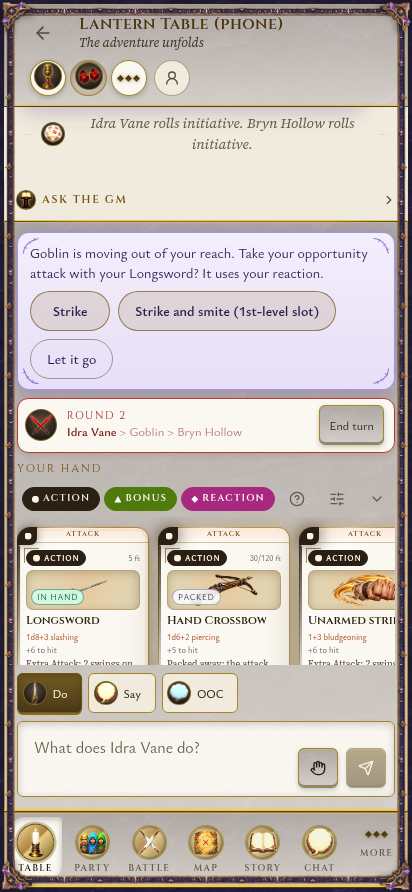 Lantern Table (Phone)
The adventure unfolds
Idra Vane rolls initiative. Bryn Hollow rolls
initiative.
ASK THE GM
Goblin is moving out of your reach. Take your opportunity
attack with your Longsword? It uses your reaction.
Strike
Strike and smite (1st-level slot)
Let it go
ROUND 2
Idra Vane > Goblin > Bryn Hollow
End turn
YOUR HAND
ACTION
BONUS
REACTION
ATTACK
ACTION
5 ft
IN HAND
Longsword
1d8+3 slashing
+6 to hit
Extra Attack: 2 swings on
ATTACK
ACTION
30/120 ft
PACKED
Hand Crossbow
1d6+2 piercing
+5 to hit
Packed away: the attack
ATTACK
ACTION
Unarmed Stri
1+3 bludgeoning
+6 to hit
Extra Attack: 2 swings
Do
Say
OOC
What does Idra Vane do?
TABLE
PARTY
BATTLE
MAP
STORY
CHAT
MORE